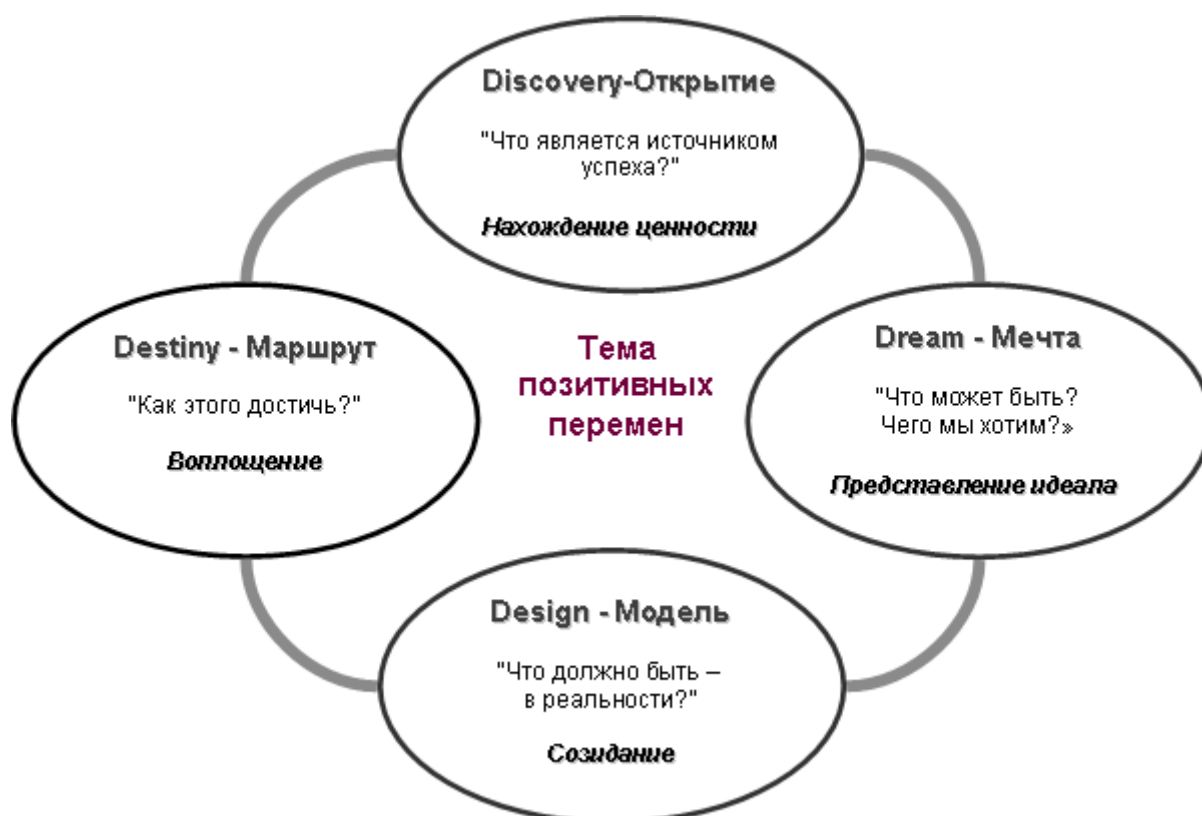 Discovery-Открытие
"Что является источником
успеха?"
Нахождение ценности
Destiny - Маршрут
"Как этого достичь?"
Воплощение
Тема
позитивных
перемен
Dream - Мечта
"Что может быть?
Чего мы хотим?»
Представление идеала
Design - Модель
"Что должно быть –
в реальности?"
Созидание